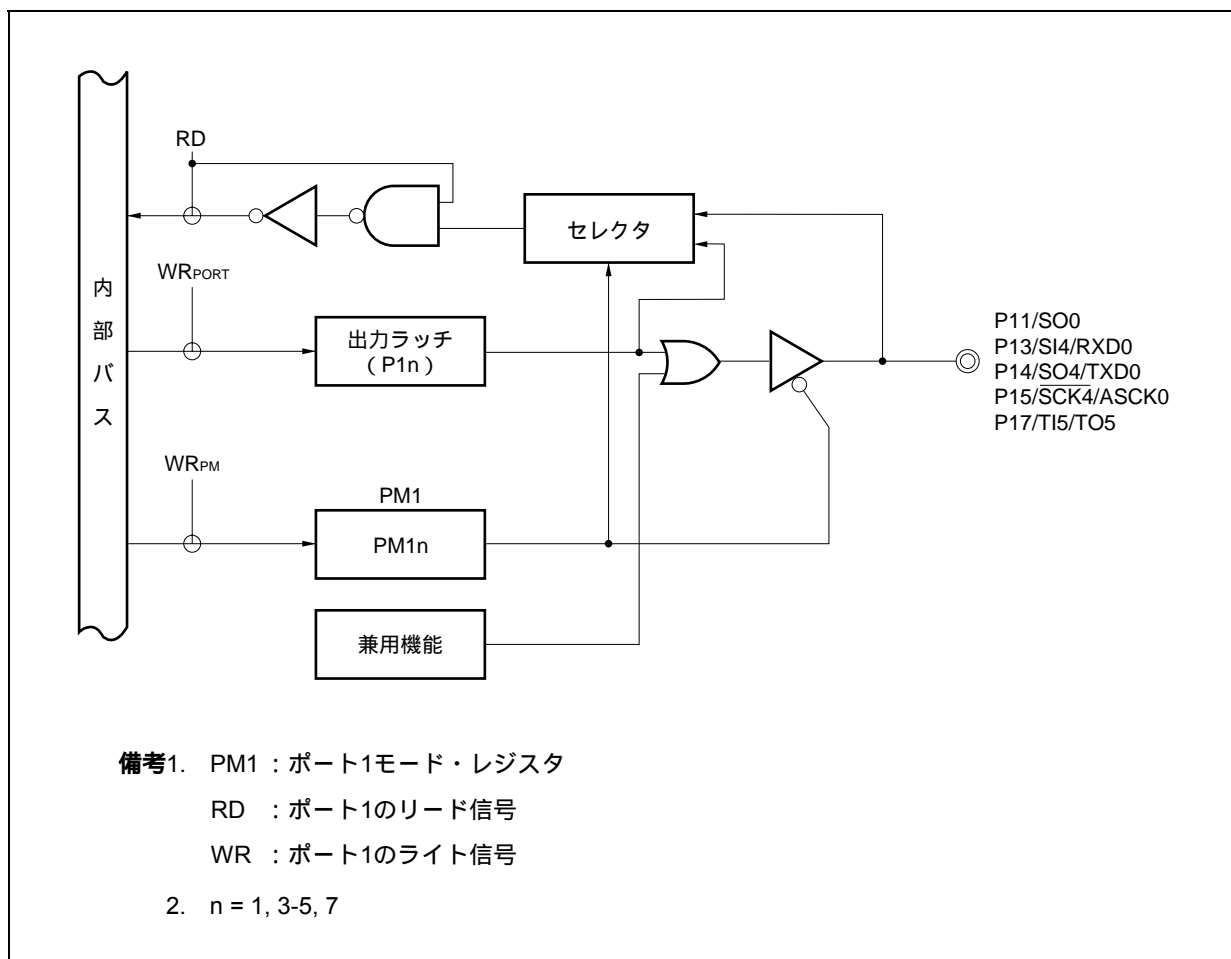 RD
セレクタ
WRPORT
内部バス
出力ラッチ
（P1n）
P11/SO0
P13/SI4/RXD0
P14/SO4/TXD0
P15/SCK4/ASCK0
P17/TI5/TO5
WRPM
PM1
PM1n
兼用機能
備考1. PM1 ：ポート1モード・レジスタ
RD ：ポート1のリード信号
WR ：ポート1のライト信号
2. n = 1, 3-5, 7